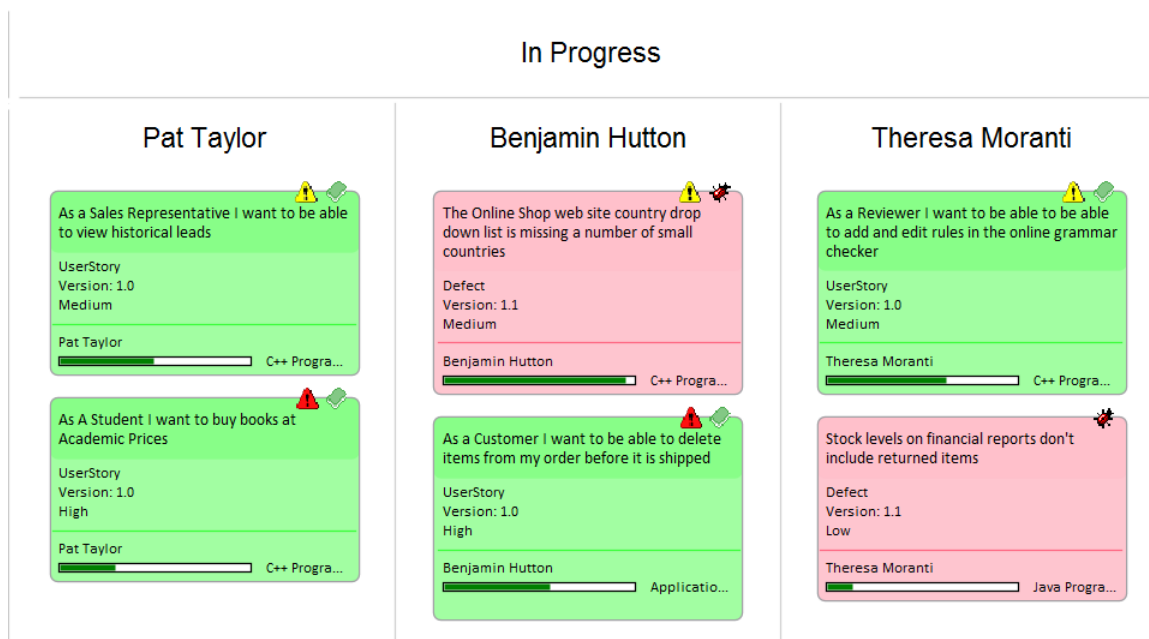 In Progress
Pat Taylor
As a Sales Representative I want to be able
to view historical leads
UserStory
Version: 1.0
Medium
Pat Taylor
C++ Progra...
As A Student I want to buy books at
Academic Prices
UserStory
Version: 1.0
High
Pat Taylor
C++ Progra...
Benjamin Hutton
The Online Shop web site country drop
down list is missing a number of small
countries
Defect
Version: 1.1
Medium
Benjamin Hutton
C++ Progra...
As a Customer I want to be able to delete
items from my order before it is shipped
UserStory
Version: 1.0
High
Benjamin Hutton
Applicatio...
Theresa Moranti
As a Reviewer I want to be able to be able
to add and edit rules in the online grammar
checker
UserStory
Version: 1.0
Medium
Theresa Moranti
C++ Progra...
Stock levels on financial reports don't
include returned items
Defect
Version: 1.1
Low
Theresa Moranti
Java Progra...